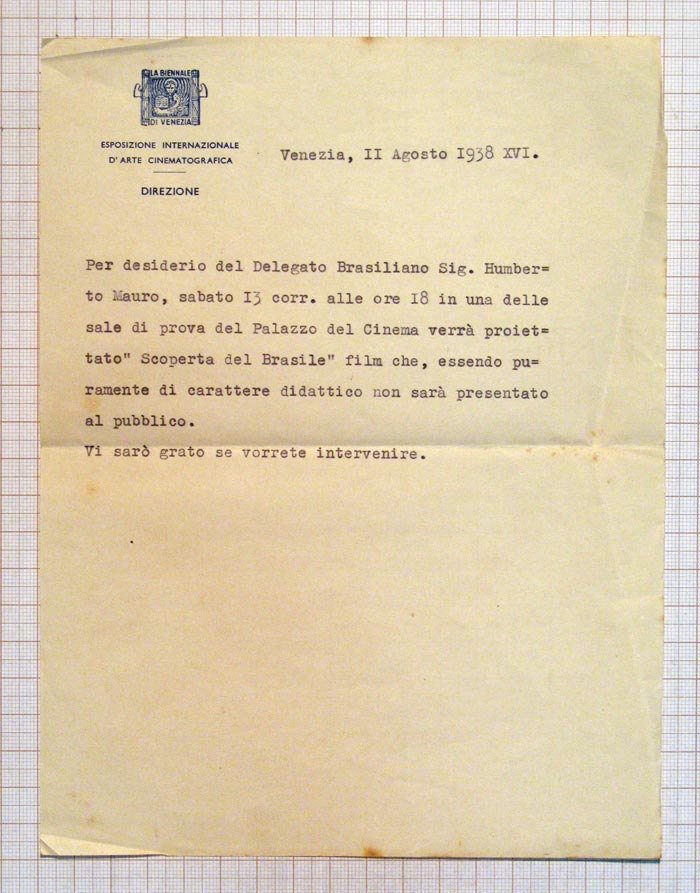 LA BIENNALE
DI VENEZIA
ESPOSIZIONE INTERNAZIONALE
D'ARTE CINEMATOGRAFICA
DIREZIONE
Venezia, II Agosto I938 XVI.
Per desiderio del Delegato Brasiliano Sig. Humber=
to Mauro, sabato I3 corr. alle ore I8 in una delle
sale di prova del Palazzo del Cinema verrà proiet=
tato" Scoperta del Brasile" film che, essendo pu=
ramente di carattere didattico non sarà presentato
al pubblico.
Vi sarò grato se vorrete intervenire.